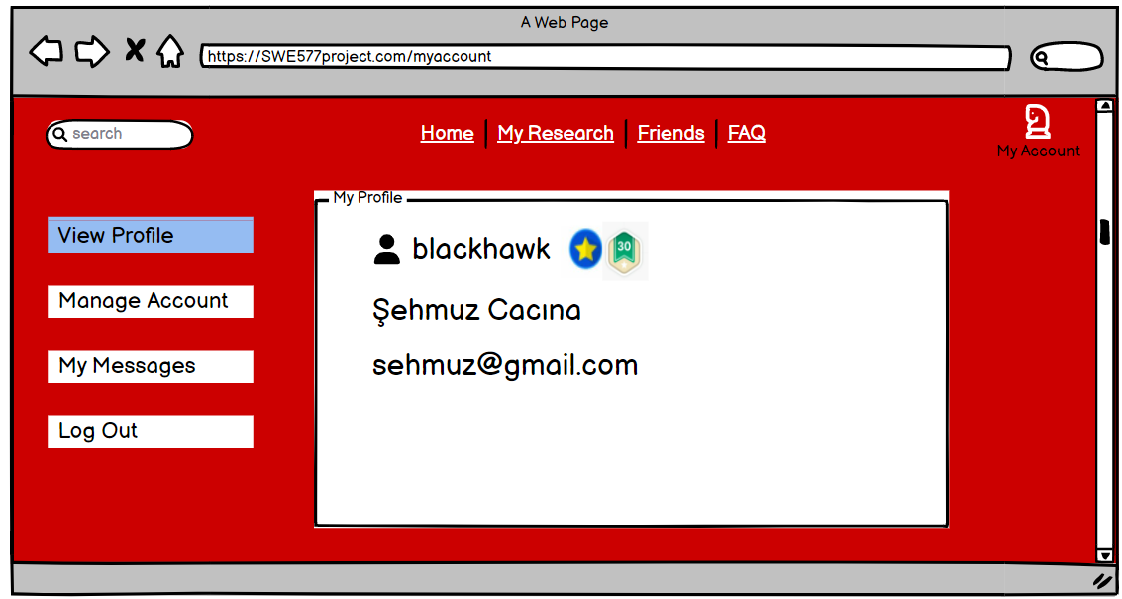 A Web Page
https://SWE577project.com/myaccount
search
Home My Research Friends FAQ
My Account
My Profile
View Profile
Manage Account
My Messages
Log Out
blackhawk 30
Şehmuz Cacına
sehmuz@gmail.com